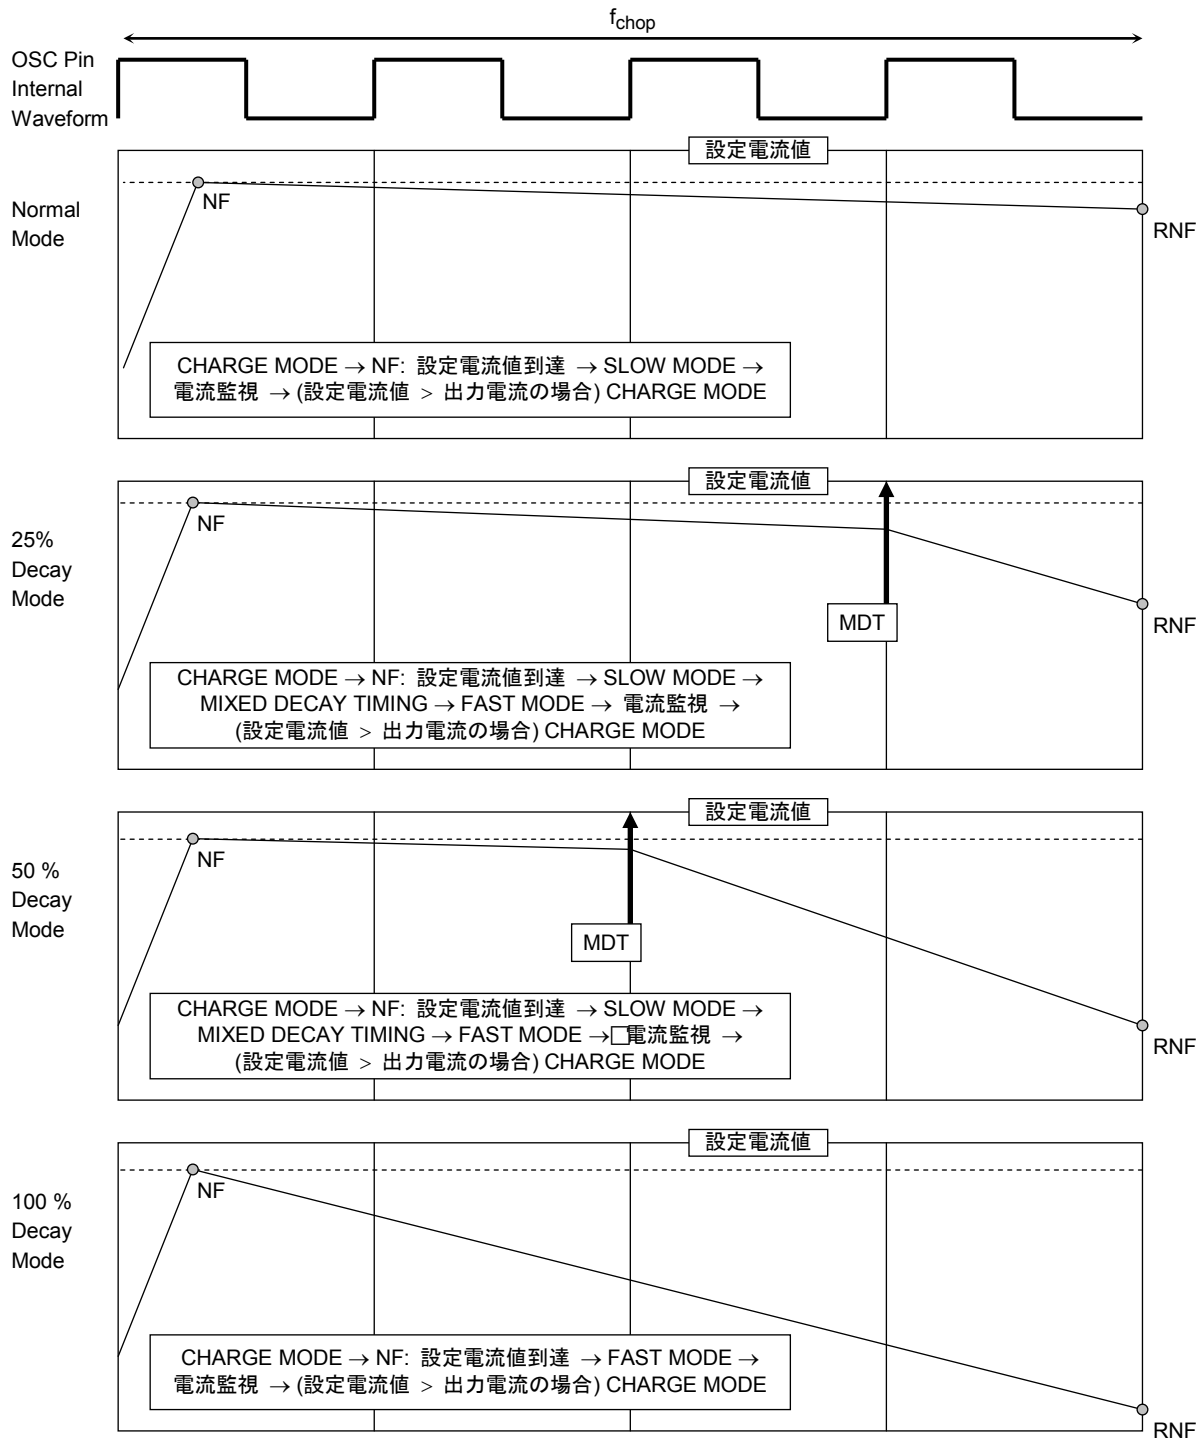 fchop
OSC Pin
Internal
Waveform
設定電流値
NF
Normal
Mode
RNF
CHARGE MODE → NF: 設定電流値到達 → SLOW MODE →
電流監視 → (設定電流値 > 出力電流の場合) CHARGE MODE
設定電流値
NF
25%
Decay
Mode
MDT
RNF
CHARGE MODE → NF: 設定電流値到達 → SLOW MODE →
MIXED DECAY TIMING → FAST MODE → 電流監視 →
(設定電流値 > 出力電流の場合) CHARGE MODE
設定電流値
NF
50 %
Decay
Mode
MDT
RNF
CHARGE MODE → NF: 設定電流値到達 → SLOW MODE →
MIXED DECAY TIMING → FAST MODE →□電流監視 →
(設定電流値 > 出力電流の場合) CHARGE MODE
設定電流値
NF
100 %
Decay
Mode
CHARGE MODE → NF: 設定電流値到達 → FAST MODE →
電流監視 → (設定電流値 > 出力電流の場合) CHARGE MODE
RNF